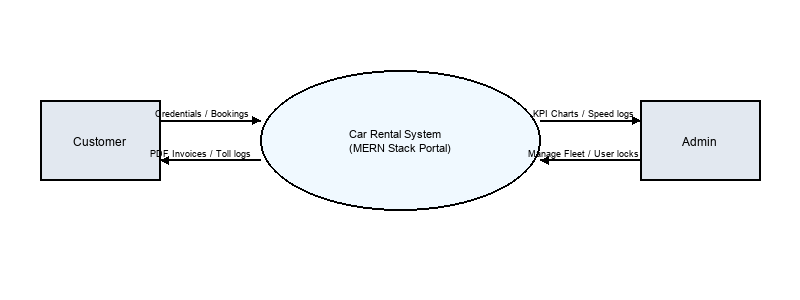 Customer
Credentials / Bookings
PDF Invoices / Toll logs
Car Rental System
(MERN Stack Portal)
KPI Charts / Speed logs
Manage Fleet / User locks
Admin